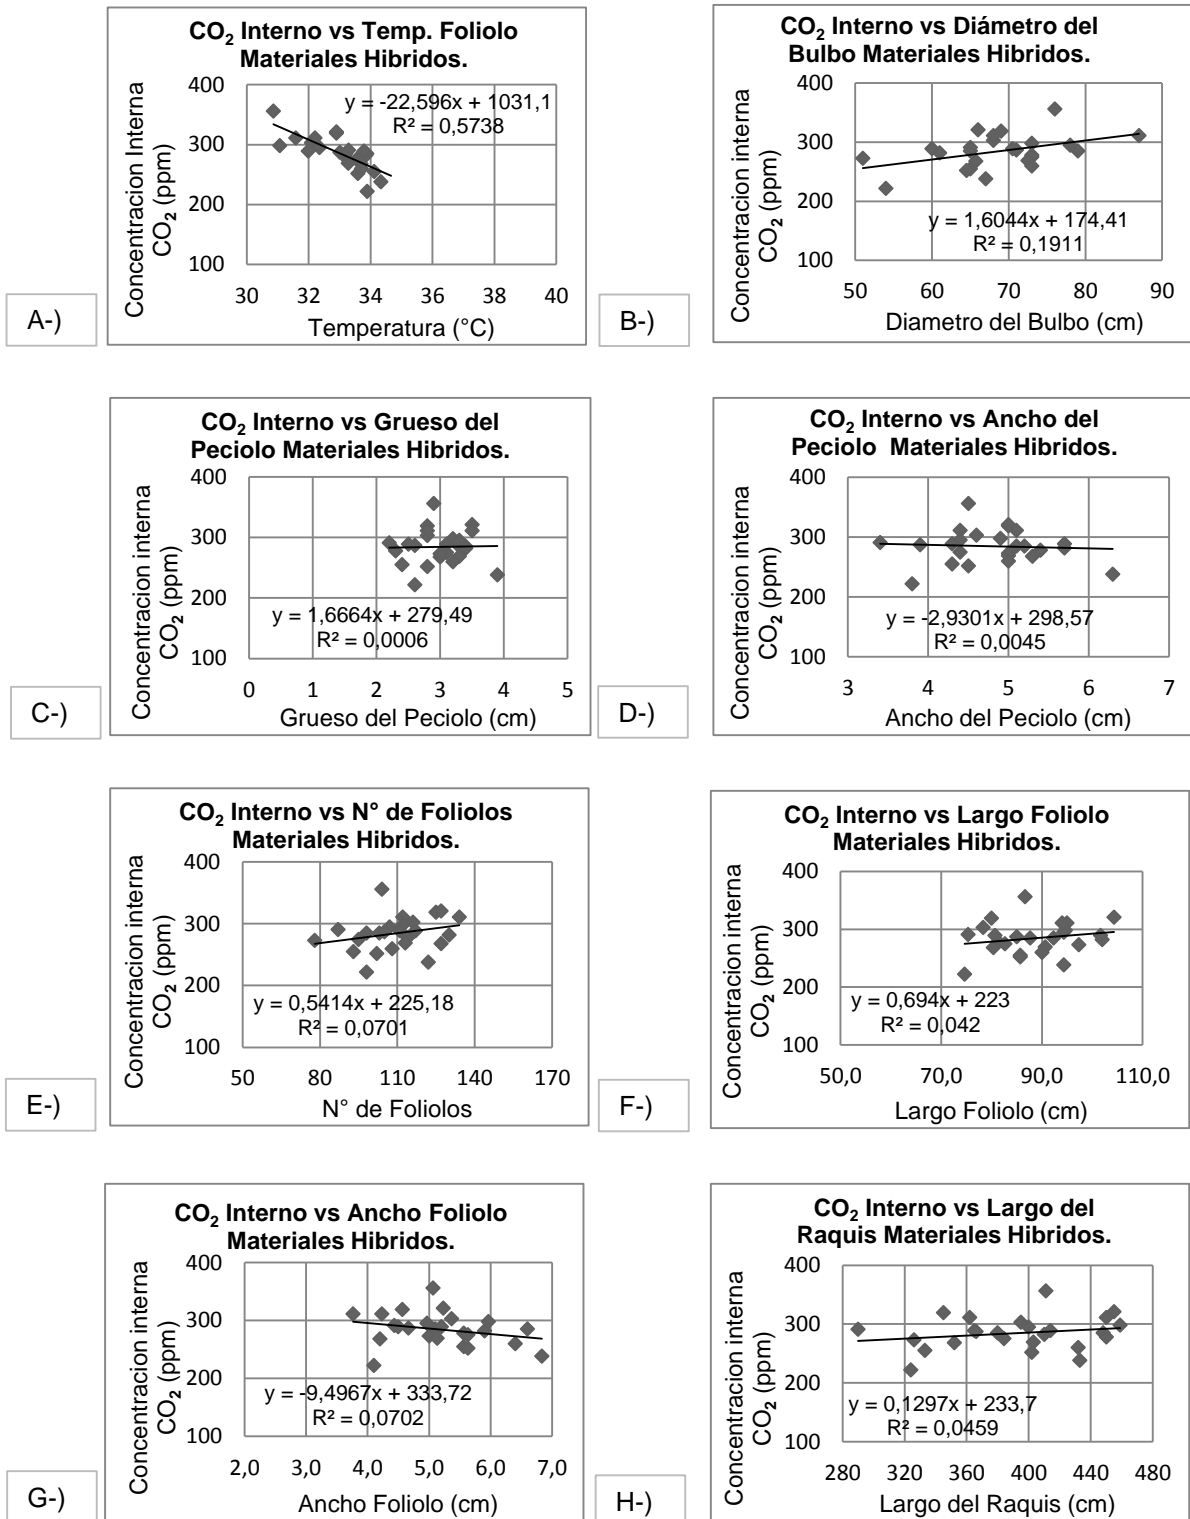 CO₂ Interno vs Temp. Foliolo
Materiales Hibridos.
Concentracion Interna
CO₂ (ppm)
400
300
200
100
y = -22,596x + 1031,1
R² = 0,5738
30 32 34 36 38 40
Temperatura (°C)
A-)
CO₂ Interno vs Diámetro del
Bulbo Materiales Hibridos.
Concentracion interna
CO₂ (ppm)
400
300
200
100
y = 1,6044x + 174,41
R² = 0,1911
50 60 70 80 90
Diametro del Bulbo (cm)
B-)
CO₂ Interno vs Grueso del
Peciolo Materiales Hibridos.
Concentracion interna
CO₂ (ppm)
400
300
200
100
y = 1,6664x + 279,49
R² = 0,0006
0 1 2 3 4 5
Grueso del Peciolo (cm)
C-)
CO₂ Interno vs Ancho del
Peciolo Materiales Hibridos.
Concentracion interna
CO₂ (ppm)
400
300
200
100
y = -2,9301x + 298,57
R² = 0,0045
3 4 5 6 7
Ancho del Peciolo (cm)
D-)
CO₂ Interno vs N° de Foliolos
Materiales Hibridos.
Concentracion interna
CO₂ (ppm)
400
300
200
100
y = 0,5414x + 225,18
R² = 0,0701
50 80 110 140 170
N° de Foliolos
E-)
CO₂ Interno vs Largo Foliolo
Materiales Hibridos.
Concentracion interna
CO₂ (ppm)
400
300
200
100
y = 0,694x + 223
R² = 0,042
50,0 70,0 90,0 110,0
Largo Foliolo (cm)
F-)
CO₂ Interno vs Ancho Foliolo
Materiales Hibridos.
Concentracion interna
CO₂ (ppm)
400
300
200
100
y = -9,4967x + 333,72
R² = 0,0702
2,0 3,0 4,0 5,0 6,0 7,0
Ancho Foliolo (cm)
G-)
CO₂ Interno vs Largo del
Raquis Materiales Hibridos.
Concentracion interna
CO₂ (ppm)
400
300
200
100
y = 0,1297x + 233,7
R² = 0,0459
280 320 360 400 440 480
Largo del Raquis (cm)
H-)